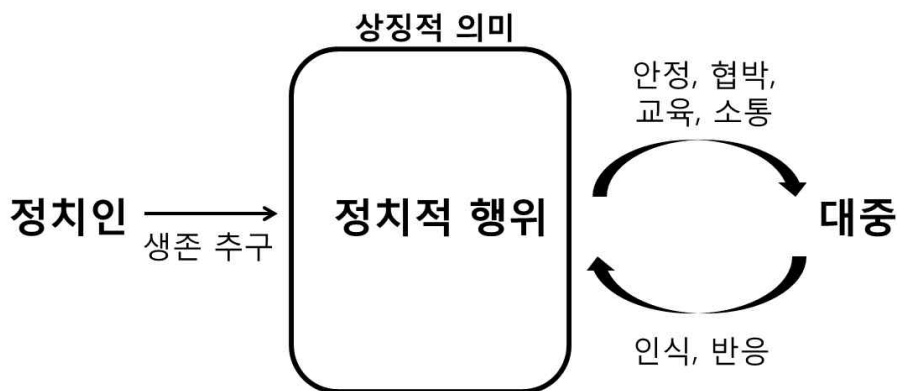 상징적 의미
안정, 협박,
교육, 소통
정치인
생존 추구
정치적 행위
대중
인식, 반응